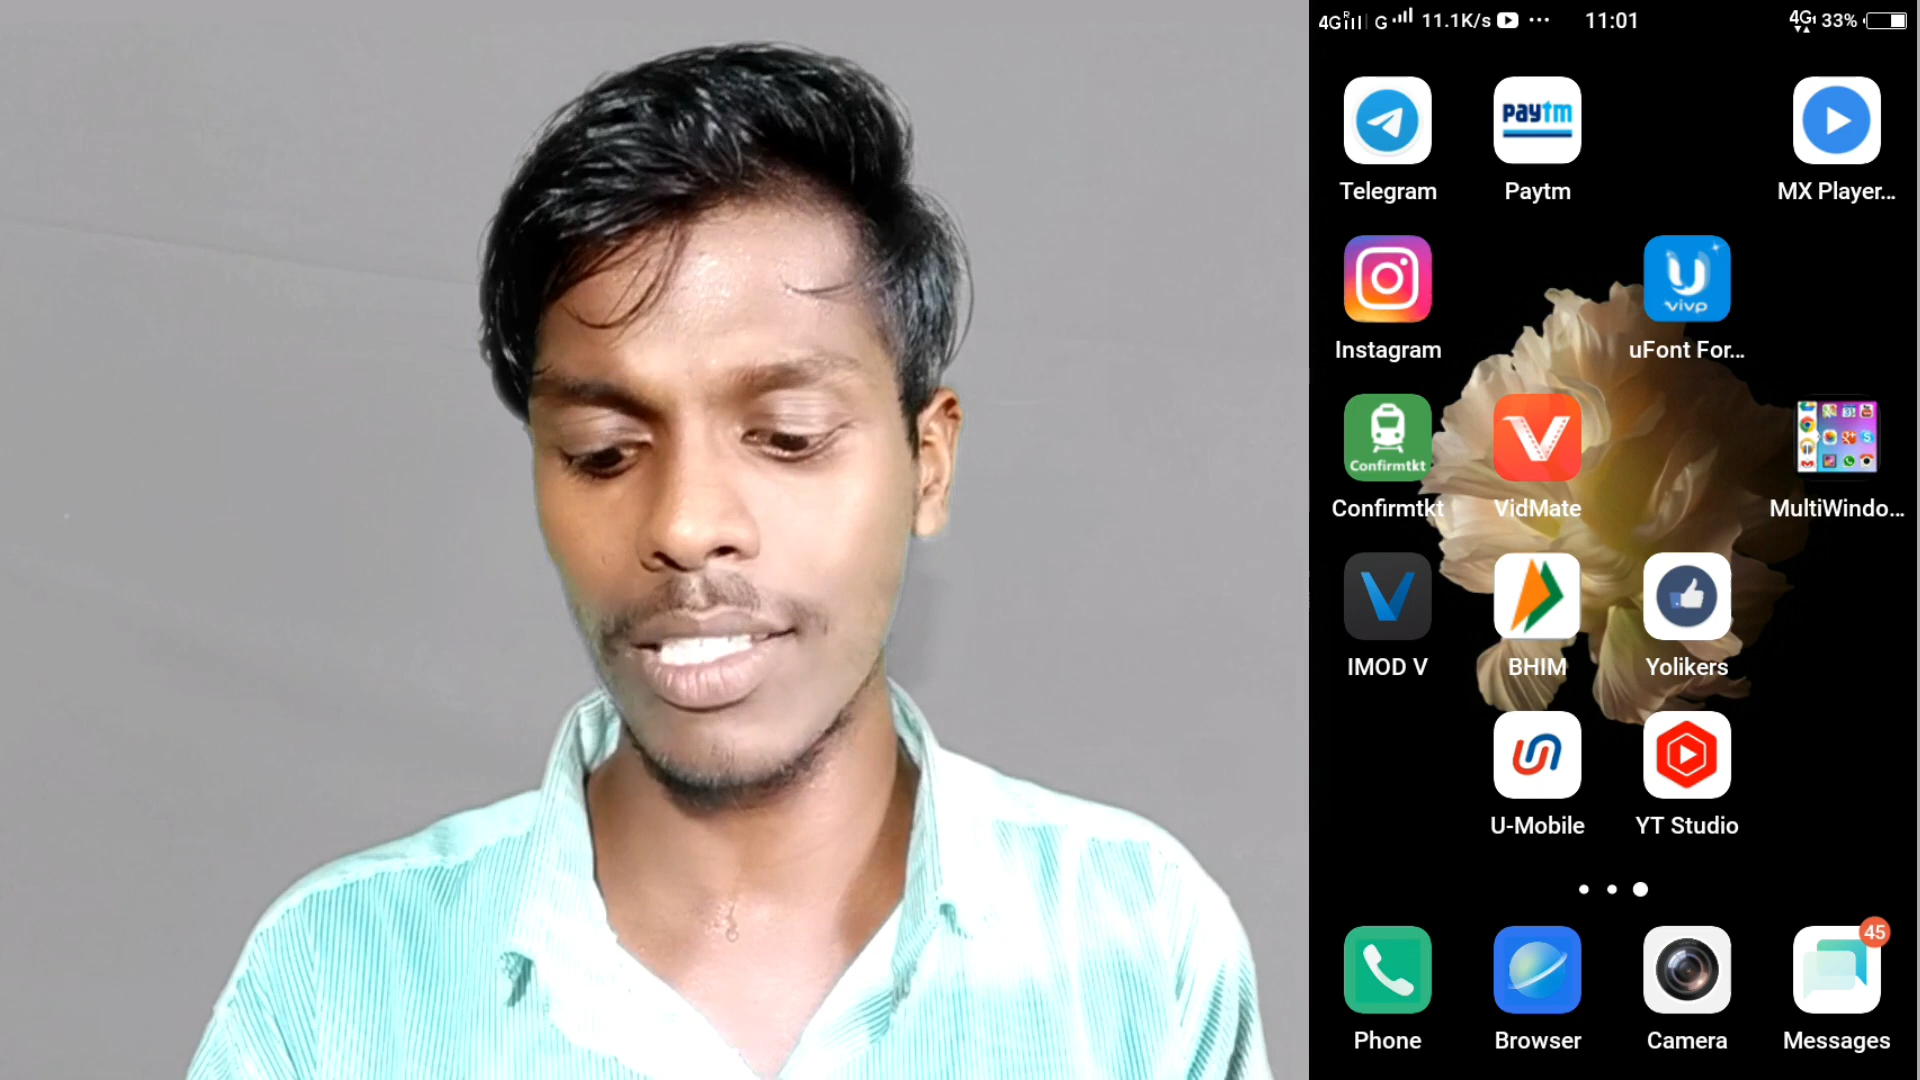 4G R G 11.1K/s ... 11:01 4G 33%
paytm
Telegram Paytm MX Player...
vivp
Instagram uFont For...
Confirmtkt
Confirmtkt VidMate MultiWindo...
IMOD V BHIM Yolikers
U-Mobile YT Studio
45
Phone Browser Camera Messages